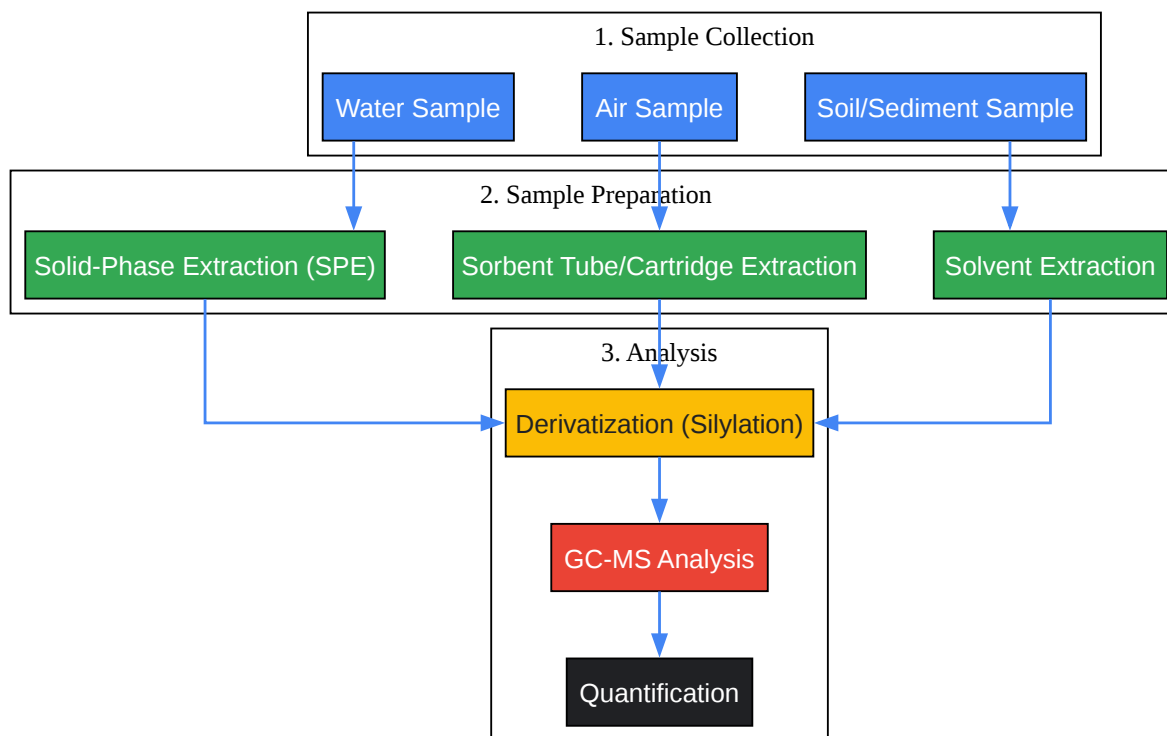 1. Sample Collection
Water Sample
Air Sample
Soil/Sediment Sample
2. Sample Preparation
Solid-Phase Extraction (SPE)
Sorbent Tube/Cartridge Extraction
Solvent Extraction
3. Analysis
Derivatization (Silylation)
GC-MS Analysis
Quantification